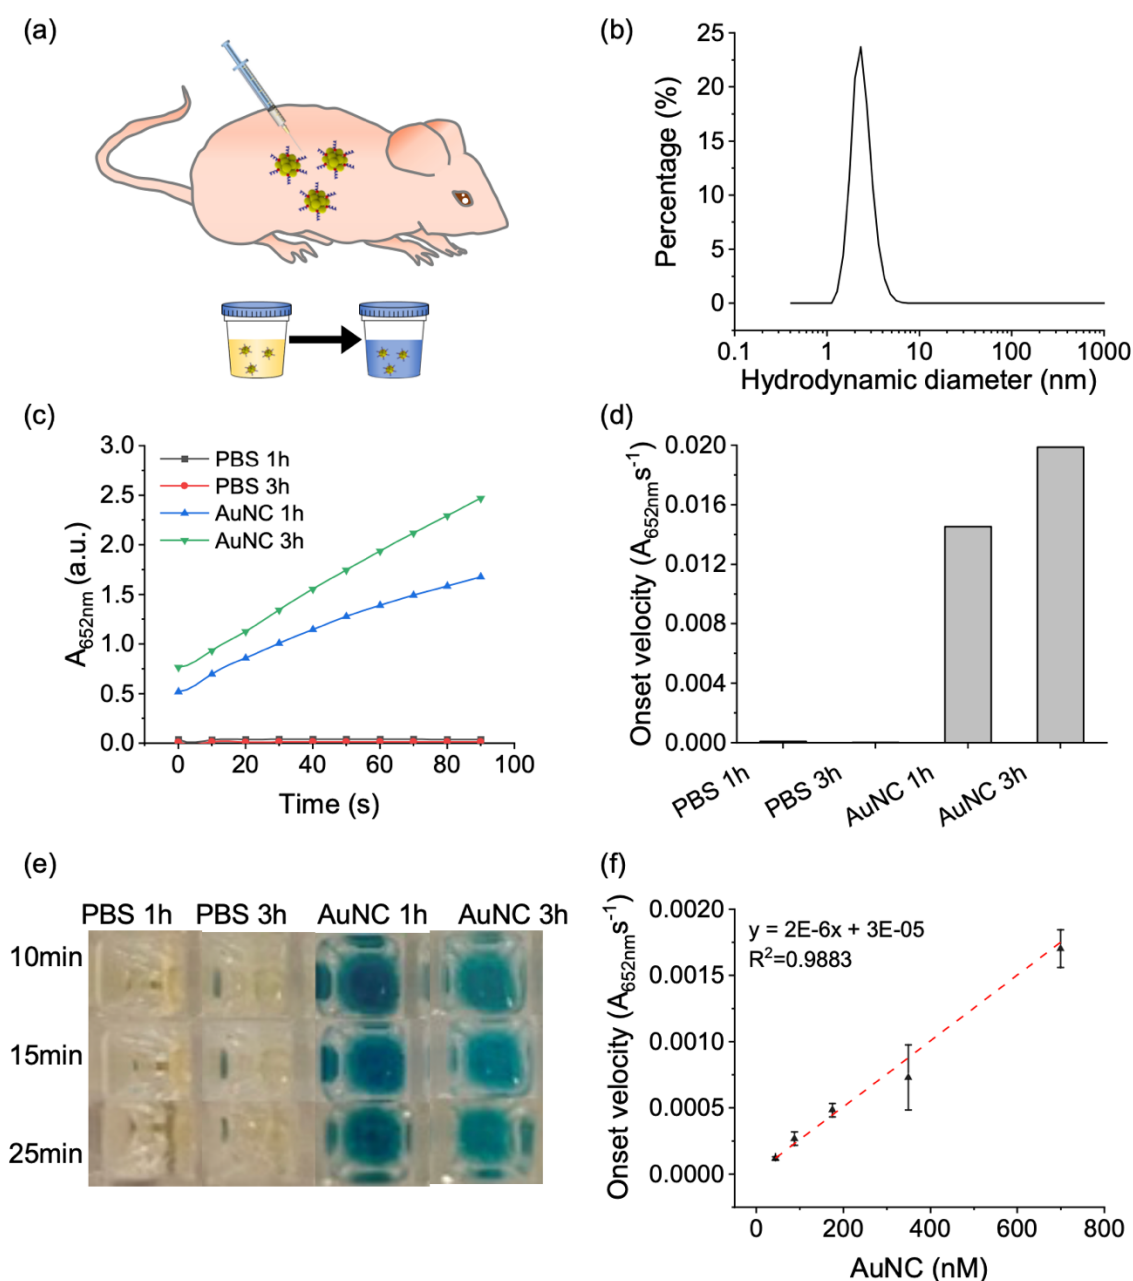 (a)
(b)
25
20
15
10
5
0
Percentage (%)
0.1
1
10
100
1000
Hydrodynamic diameter (nm)
(c)
3.0
2.5
2.0
1.5
1.0
0.5
0.0
A652nm (a.u.)
PBS 1h
PBS 3h
AuNC 1h
AuNC 3h
0
20
40
60
80
100
Time (s)
(d)
0.020
0.016
0.012
0.008
0.004
0.000
Onset velocity (A652nms-1)
PBS 1h
PBS 3h
AuNC 1h
AuNC 3h
(e)
PBS 1h PBS 3h AuNC 1h AuNC 3h
10min
15min
25min
(f)
0.0020
0.0015
0.0010
0.0005
0.0000
Onset velocity (A652nms-1)
y = 2E-6x + 3E-05
R2=0.9883
0
200
400
600
800
AuNC (nM)